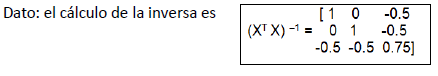 Dato: el cálculo de la inversa es
[ 1 0 -0.5
(Xᵀ X) ⁻¹ = 0 1 -0.5
-0.5 -0.5 0.75]